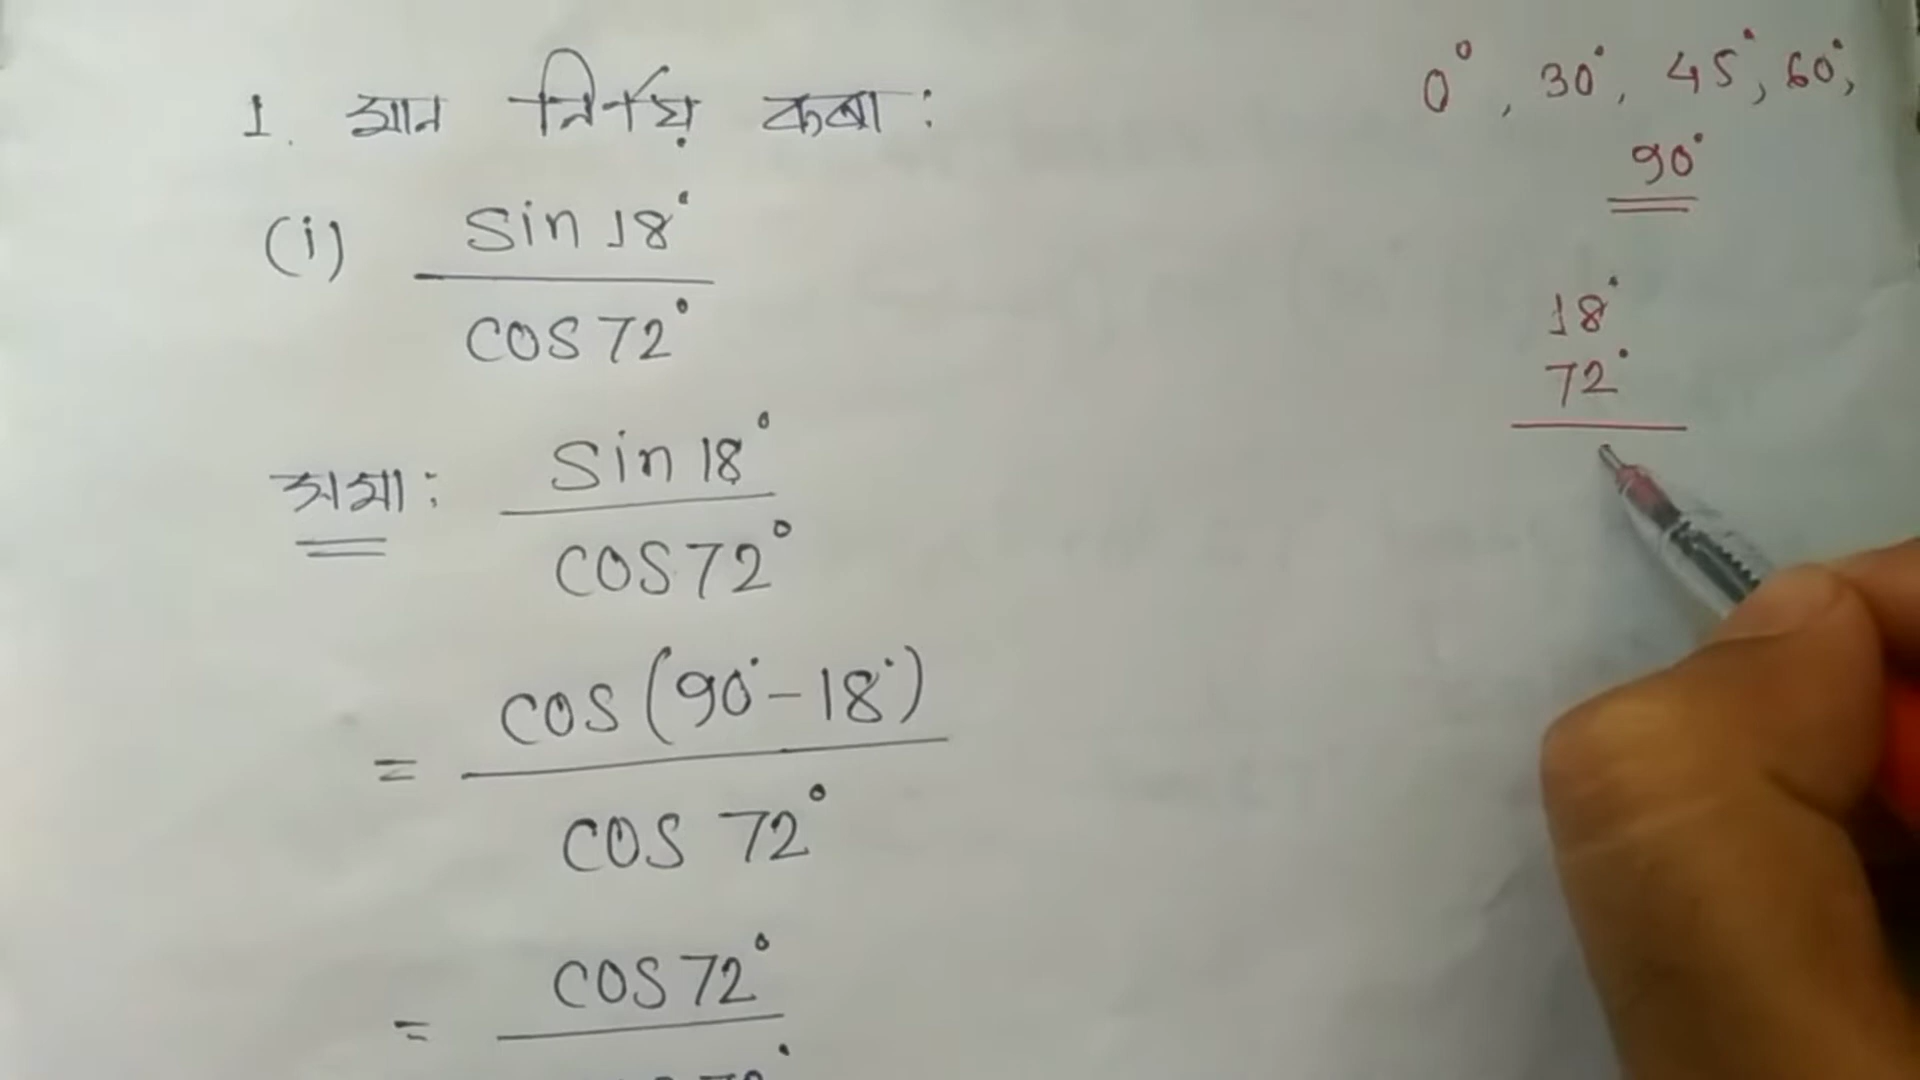 1. মান নিৰ্ণয় কৰা :
(i) sin 18° / cos 72°
সমা : sin 18° / cos 72°
= cos (90° - 18°) / cos 72°
= cos 72°
0°, 30°, 45°, 60°,
90°
18°
72°